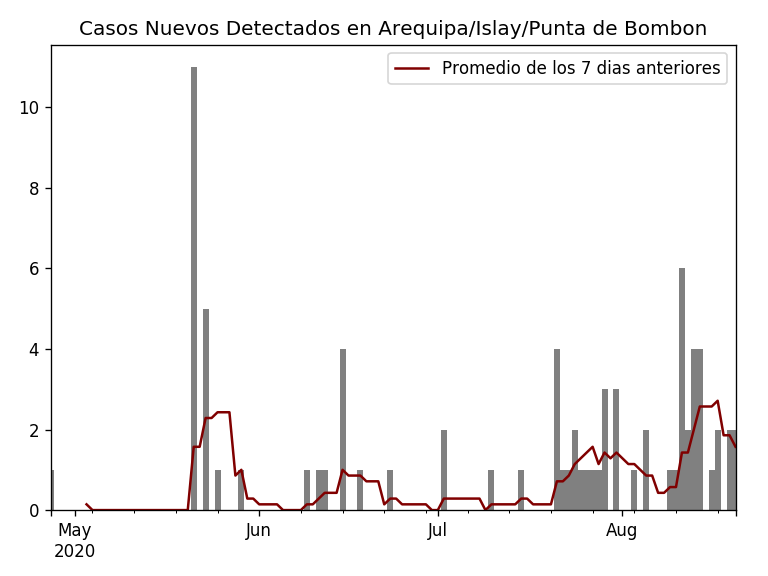 Casos Nuevos Detectados en Arequipa/Islay/Punta de Bombon
Promedio de los 7 dias anteriores
10
8
6
4
2
0
May Jun Jul Aug
2020